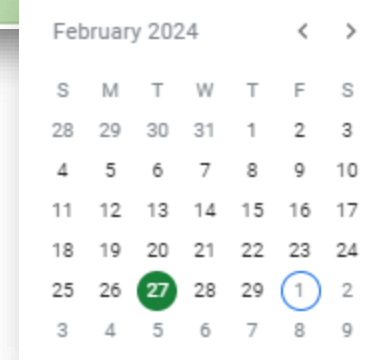 February 2024 < >
S M T W T F S
28 29 30 31 1 2 3
4 5 6 7 8 9 10
11 12 13 14 15 16 17
18 19 20 21 22 23 24
25 26 27 28 29 1 2
3 4 5 6 7 8 9